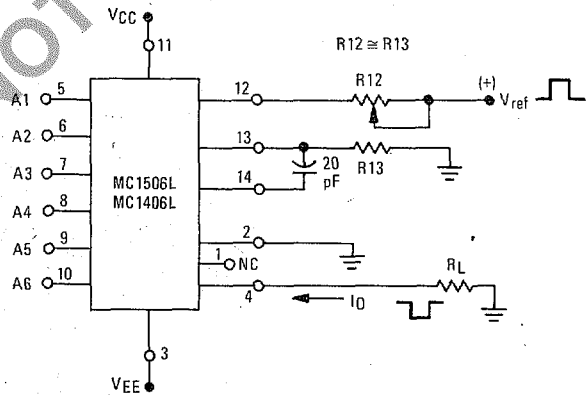 NOT
VCC
11
R12 ≅ R13
A1 5
12
R12
(+)
Vref
A2 6
13
20
pF
R13
A3 7
MC1506L
MC1406L
14
A4 8
2
A5 9
1
NC
A6 10
4
IO
RL
3
VEE